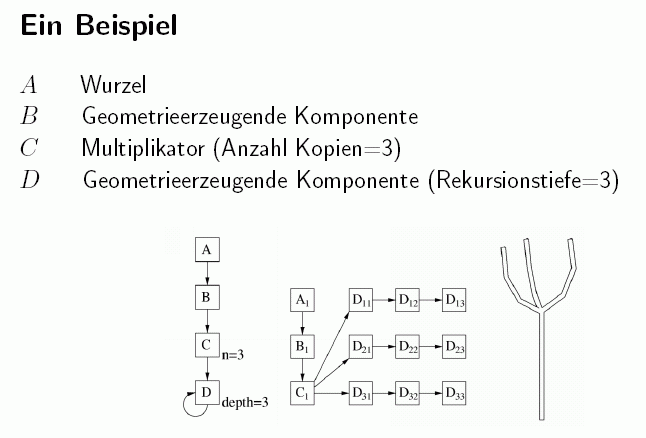 Ein Beispiel
A Wurzel
B Geometrieerzeugende Komponente
C Multiplikator (Anzahl Kopien=3)
D Geometrieerzeugende Komponente (Rekursionstiefe=3)
A
B
C n=3
D depth=3
A₁ D₁₁ D₁₂ D₁₃
B₁ D₂₁ D₂₂ D₂₃
C₁ D₃₁ D₃₂ D₃₃